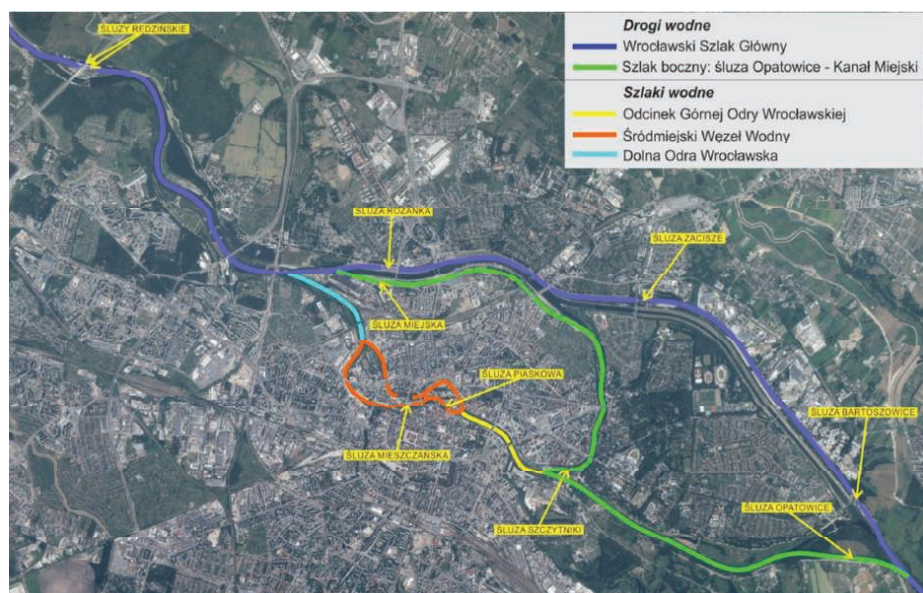 Drogi wodne
Wrocławski Szlak Główny
Szlak boczny: śluza Opatowice - Kanał Miejski
Szlaki wodne
Odcinek Górnej Odry Wrocławskiej
Śródmiejski Węzeł Wodny
Dolna Odra Wrocławska
ŚLUZY RĘDZIŃSKIE
ŚLUZA RÓŻANKA
ŚLUZA ZACISZE
ŚLUZA MIEJSKA
ŚLUZA PIASKOWA
ŚLUZA BARTOSZOWICE
ŚLUZA MIESZCZAŃSKA
ŚLUZA OPATOWICE
ŚLUZA SZCZYTNIKI